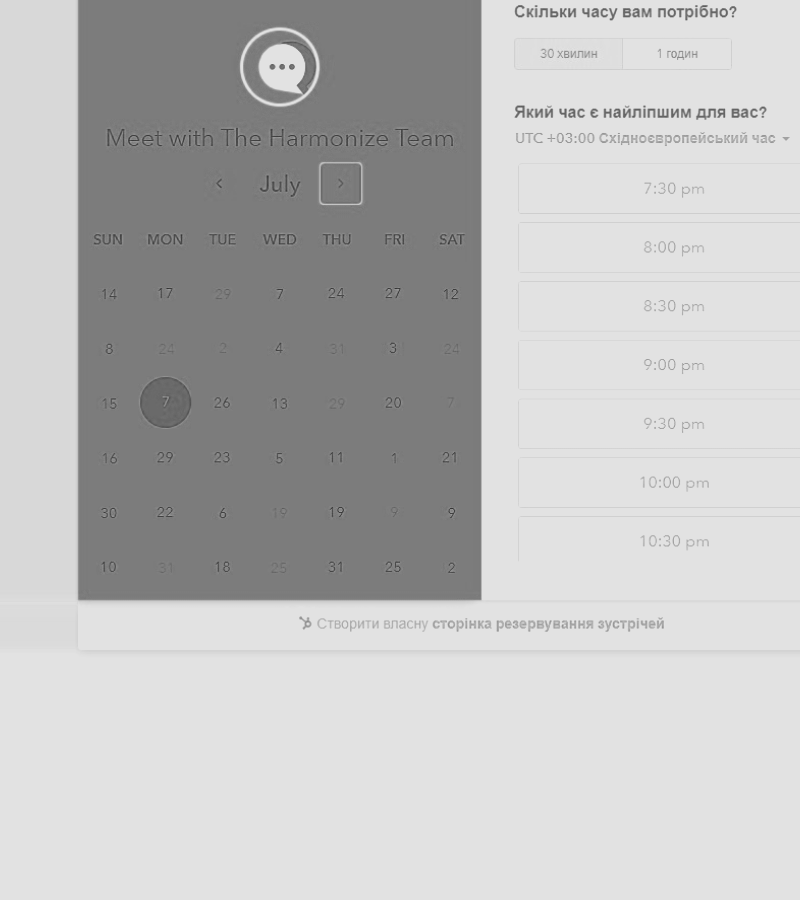 Meet with The Harmonize Team
July
SUN MON TUE WED THU FRI SAT
14 17 29 7 24 27 12
8 24 2 4 31 3 24
15 7 26 13 29 20 7
16 29 23 5 11 1 21
30 22 6 19 19 9 9
10 31 18 25 31 25 2
Скільки часу вам потрібно?
30 хвилин 1 годин
Який час є найліпшим для вас?
UTC +03:00 Східноєвропейський час
7:30 pm
8:00 pm
8:30 pm
9:00 pm
9:30 pm
10:00 pm
10:30 pm
Створити власну сторінка резервування зустрічей